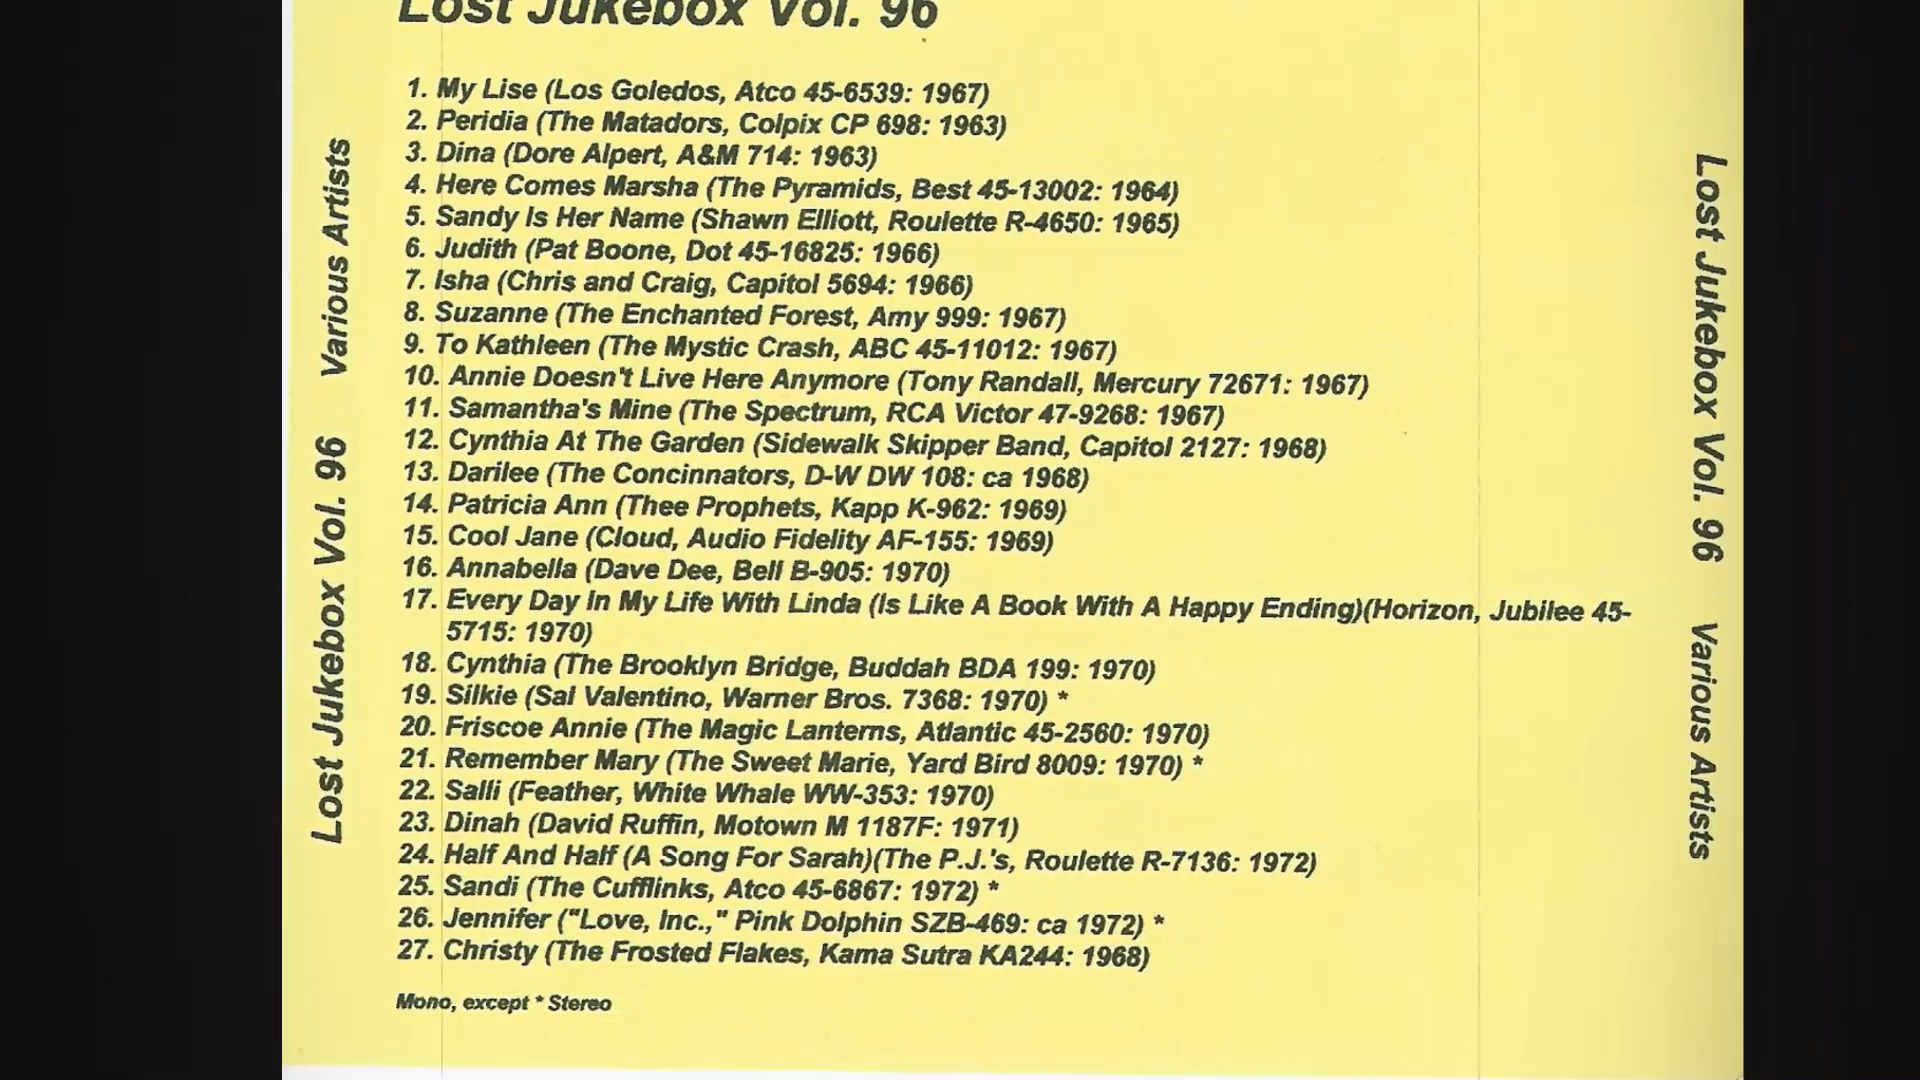 Lost Jukebox Vol. 96
1. My Lise (Los Goledos, Atco 45-6539: 1967)
2. Peridia (The Matadors, Colpix CP 698: 1963)
3. Dina (Dore Alpert, A&M 714: 1963)
4. Here Comes Marsha (The Pyramids, Best 45-13002: 1964)
5. Sandy Is Her Name (Shawn Elliott, Roulette R-4650: 1965)
6. Judith (Pat Boone, Dot 45-16825: 1966)
7. Isha (Chris and Craig, Capitol 5694: 1966)
8. Suzanne (The Enchanted Forest, Amy 999: 1967)
9. To Kathleen (The Mystic Crash, ABC 45-11012: 1967)
10. Annie Doesn't Live Here Anymore (Tony Randall, Mercury 72671: 1967)
11. Samantha's Mine (The Spectrum, RCA Victor 47-9268: 1967)
12. Cynthia At The Garden (Sidewalk Skipper Band, Capitol 2127: 1968)
13. Darilee (The Concinnators, D-W DW 108: ca 1968)
14. Patricia Ann (Thee Prophets, Kapp K-962: 1969)
15. Cool Jane (Cloud, Audio Fidelity AF-155: 1969)
16. Annabella (Dave Dee, Bell B-905: 1970)
17. Every Day In My Life With Linda (Is Like A Book With A Happy Ending)(Horizon, Jubilee 45-
5715: 1970)
18. Cynthia (The Brooklyn Bridge, Buddah BDA 199: 1970)
19. Silkie (Sal Valentino, Warner Bros. 7368: 1970) *
20. Friscoe Annie (The Magic Lanterns, Atlantic 45-2560: 1970)
21. Remember Mary (The Sweet Marie, Yard Bird 8009: 1970) *
22. Salli (Feather, White Whale WW-353: 1970)
23. Dinah (David Ruffin, Motown M 1187F: 1971)
24. Half And Half (A Song For Sarah)(The P.J.'s, Roulette R-7136: 1972)
25. Sandi (The Cufflinks, Atco 45-6867: 1972) *
26. Jennifer ("Love, Inc.," Pink Dolphin SZB-469: ca 1972) *
27. Christy (The Frosted Flakes, Kama Sutra KA244: 1968)
Mono, except * Stereo
Lost Jukebox Vol. 96 Various Artists
Lost Jukebox Vol. 96 Various Artists